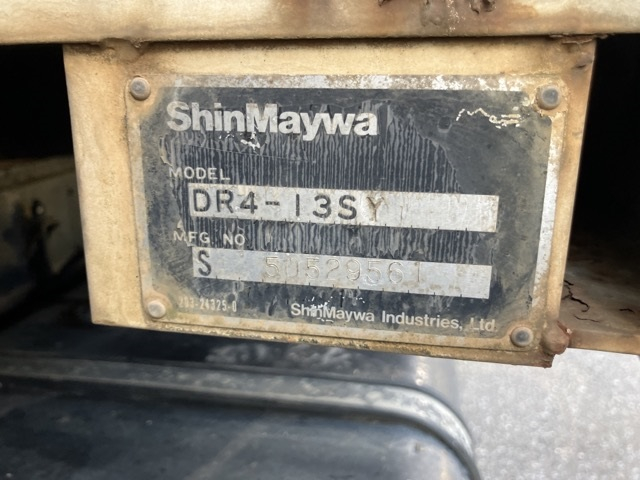 ShinMaywa
MODEL
DR4-13SY
MFG. NO
S
ShinMaywa Industries, Ltd.